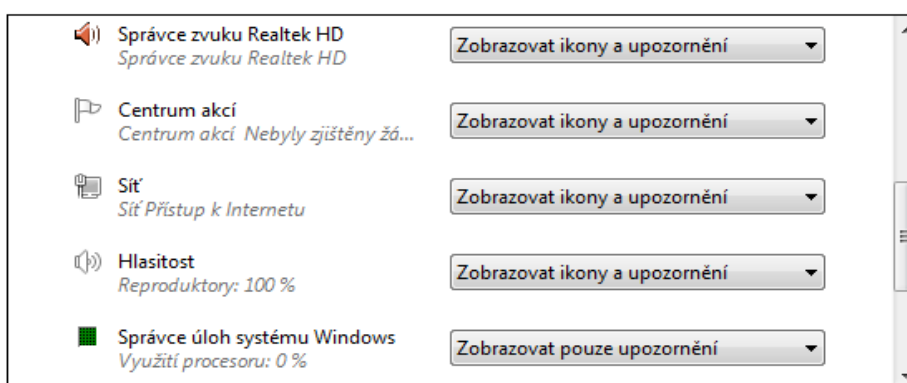 Správce zvuku Realtek HD
Správce zvuku Realtek HD
Zobrazovat ikony a upozornění
Centrum akcí
Centrum akcí  Nebyly zjištěny žá...
Zobrazovat ikony a upozornění
Síť
Síť Přístup k Internetu
Zobrazovat ikony a upozornění
Hlasitost
Reproduktory: 100 %
Zobrazovat ikony a upozornění
Správce úloh systému Windows
Využití procesoru: 0 %
Zobrazovat pouze upozornění